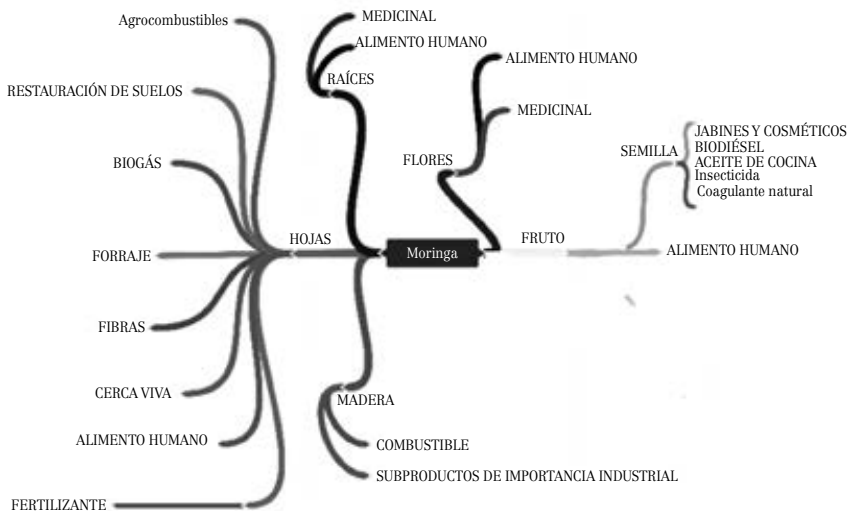 Agrocombustibles
RESTAURACIÓN DE SUELOS
BIOGÁS
FORRAJE
FIBRAS
CERCA VIVA
ALIMENTO HUMANO
FERTILIZANTE
HOJAS
MEDICINAL
ALIMENTO HUMANO
RAÍCES
Moringa
MADERA
COMBUSTIBLE
SUBPRODUCTOS DE IMPORTANCIA INDUSTRIAL
ALIMENTO HUMANO
MEDICINAL
FLORES
FRUTO
SEMILLA
JABINES Y COSMÉTICOS
BIODIÉSEL
ACEITE DE COCINA
Insecticida
Coagulante natural
ALIMENTO HUMANO